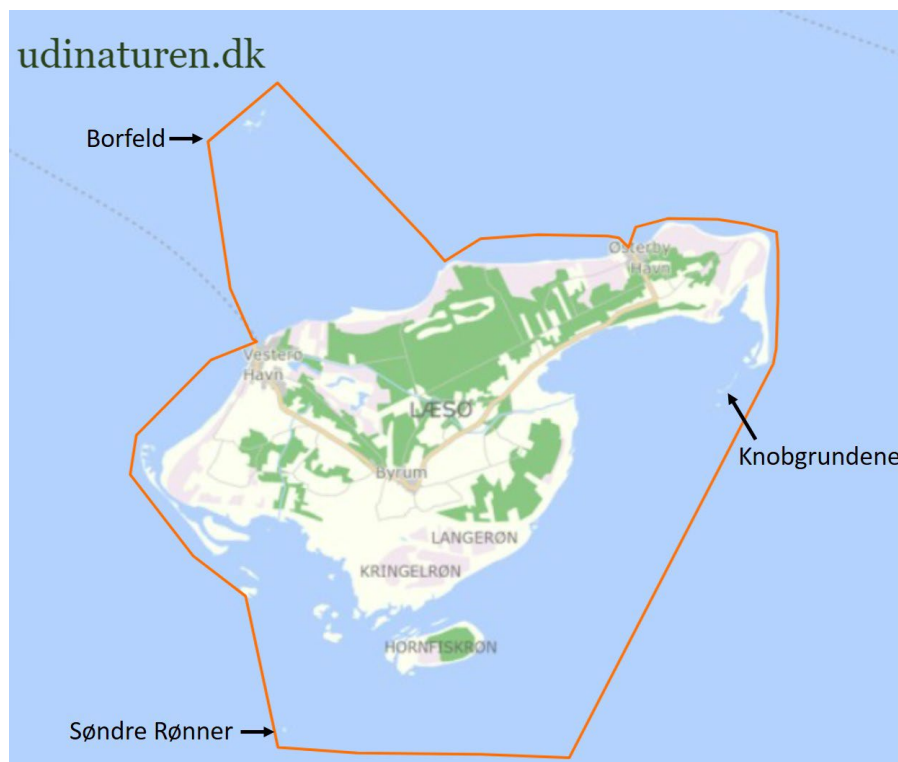 udinaturen.dk
Borfeld
Østerby
Havn
Vesterø
Havn
LÆSØ
Knobgrundene
Byrum
LANGERØN
KRINGELRØN
HORNFISKRØN
Søndre Rønner